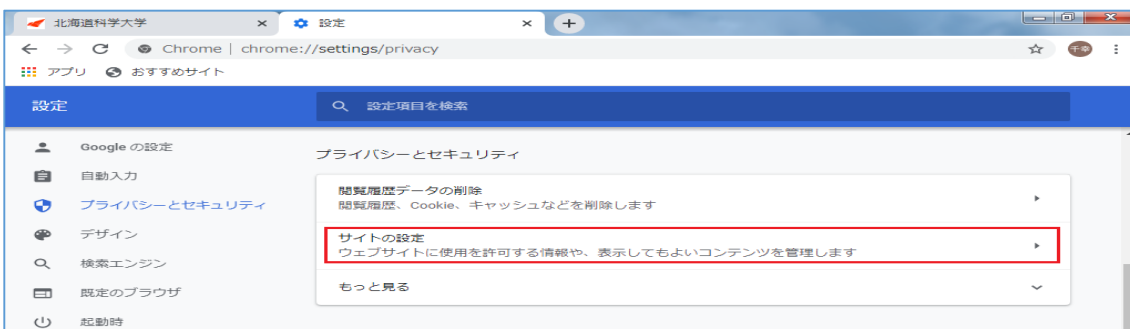 北海道科学大学
設定
Chrome | chrome://settings/privacy
千幸
アプリ
おすすめサイト
設定
設定項目を検索
Google の設定
自動入力
プライバシーとセキュリティ
デザイン
検索エンジン
既定のブラウザ
起動時
プライバシーとセキュリティ
閲覧履歴データの削除
閲覧履歴、Cookie、キャッシュなどを削除します
サイトの設定
ウェブサイトに使用を許可する情報や、表示してもよいコンテンツを管理します
もっと見る